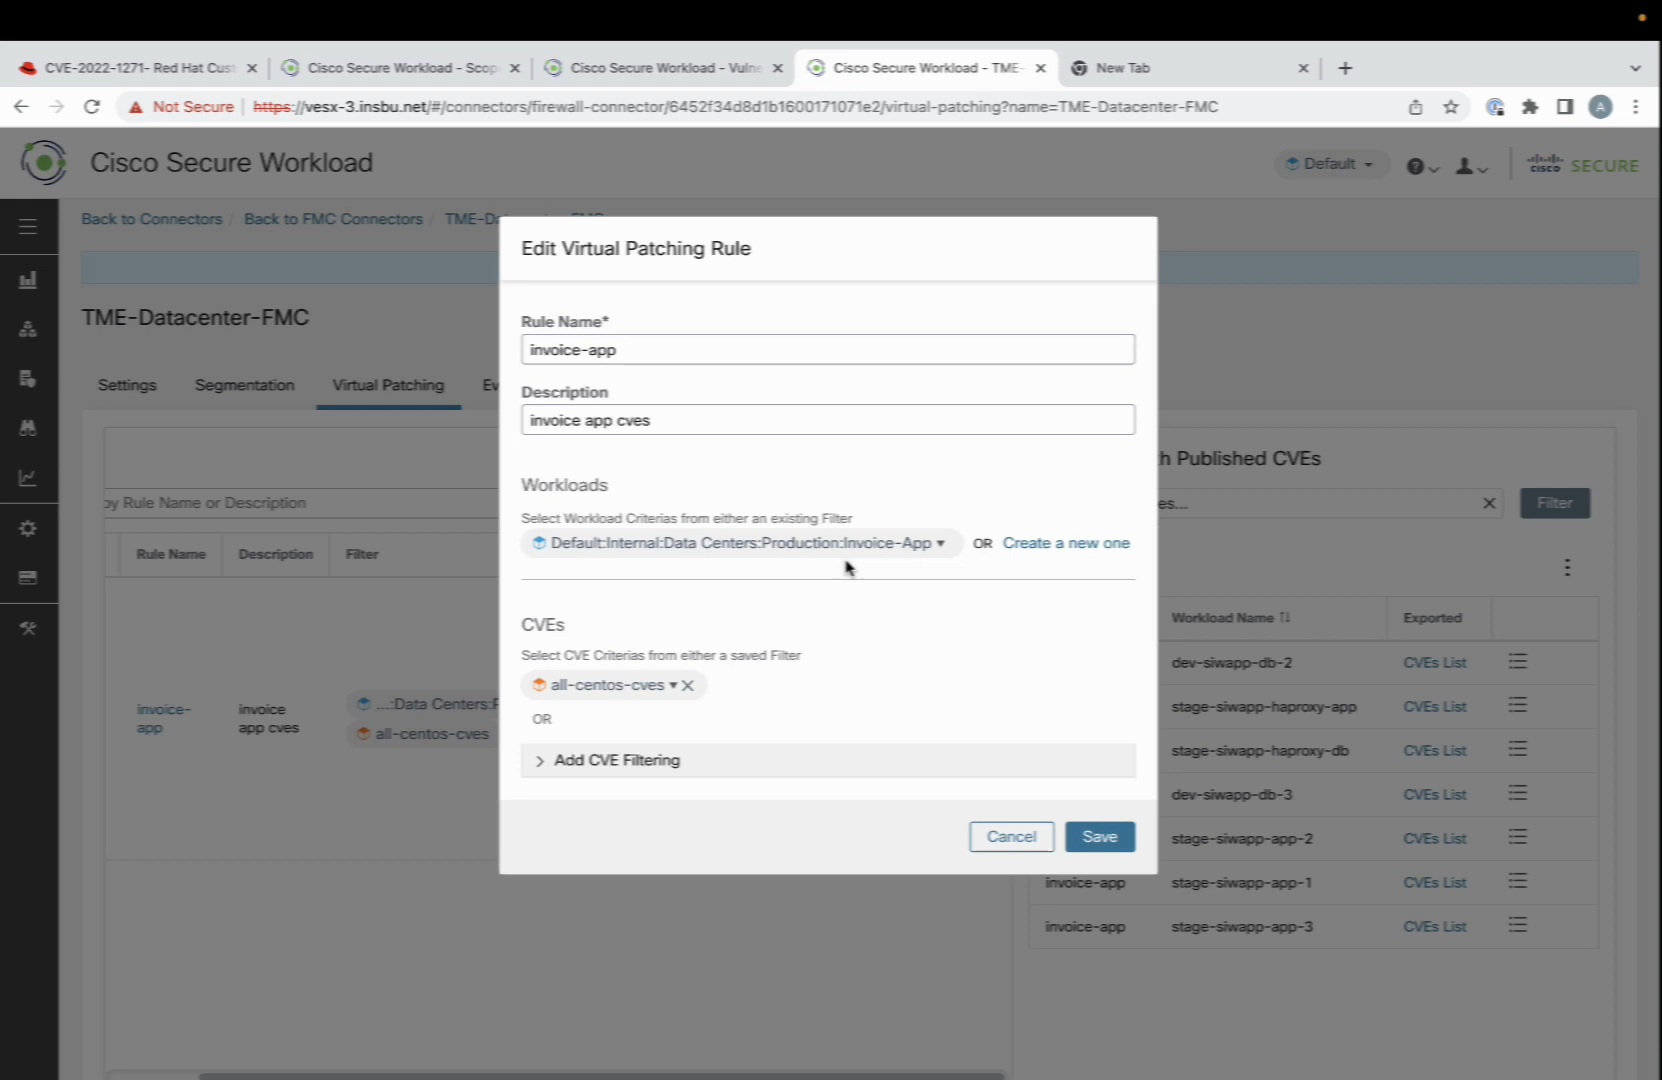 CVE-2022-1271- Red Hat Cust
Cisco Secure Workload - Scop
Cisco Secure Workload - Vulne
Cisco Secure Workload - TME-
New Tab
Not Secure https://vesx-3.insbu.net/#/connectors/firewall-connector/6452f34d8d1b1600171071e2/virtual-patching?name=TME-Datacenter-FMC
A
Cisco Secure Workload
Default
CISCO SECURE
Back to Connectors / Back to FMC Connectors / TME-Datacenter-FMC
TME-Datacenter-FMC
Settings
Segmentation
Virtual Patching
Ev
by Rule Name or Description
Rule Name
Description
Filter
invoice-
app
invoice
app cves
...:Data Centers:P
all-centos-cves
Edit Virtual Patching Rule
Rule Name*
invoice-app
Description
invoice app cves
Workloads
Select Workload Criterias from either an existing Filter
Default:Internal:Data Centers:Production:Invoice-App OR Create a new one
CVEs
Select CVE Criterias from either a saved Filter
all-centos-cves
OR
Add CVE Filtering
Cancel
Save
h Published CVEs
es...
Filter
Workload Name
Exported
dev-siwapp-db-2 CVEs List
stage-siwapp-haproxy-app CVEs List
stage-siwapp-haproxy-db CVEs List
dev-siwapp-db-3 CVEs List
stage-siwapp-app-2 CVEs List
invoice-app stage-siwapp-app-1 CVEs List
invoice-app stage-siwapp-app-3 CVEs List